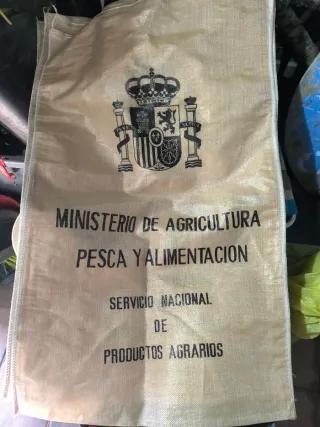 MINISTERIO DE AGRICULTURA
PESCA Y ALIMENTACION
SERVICIO NACIONAL
DE
PRODUCTOS AGRARIOS